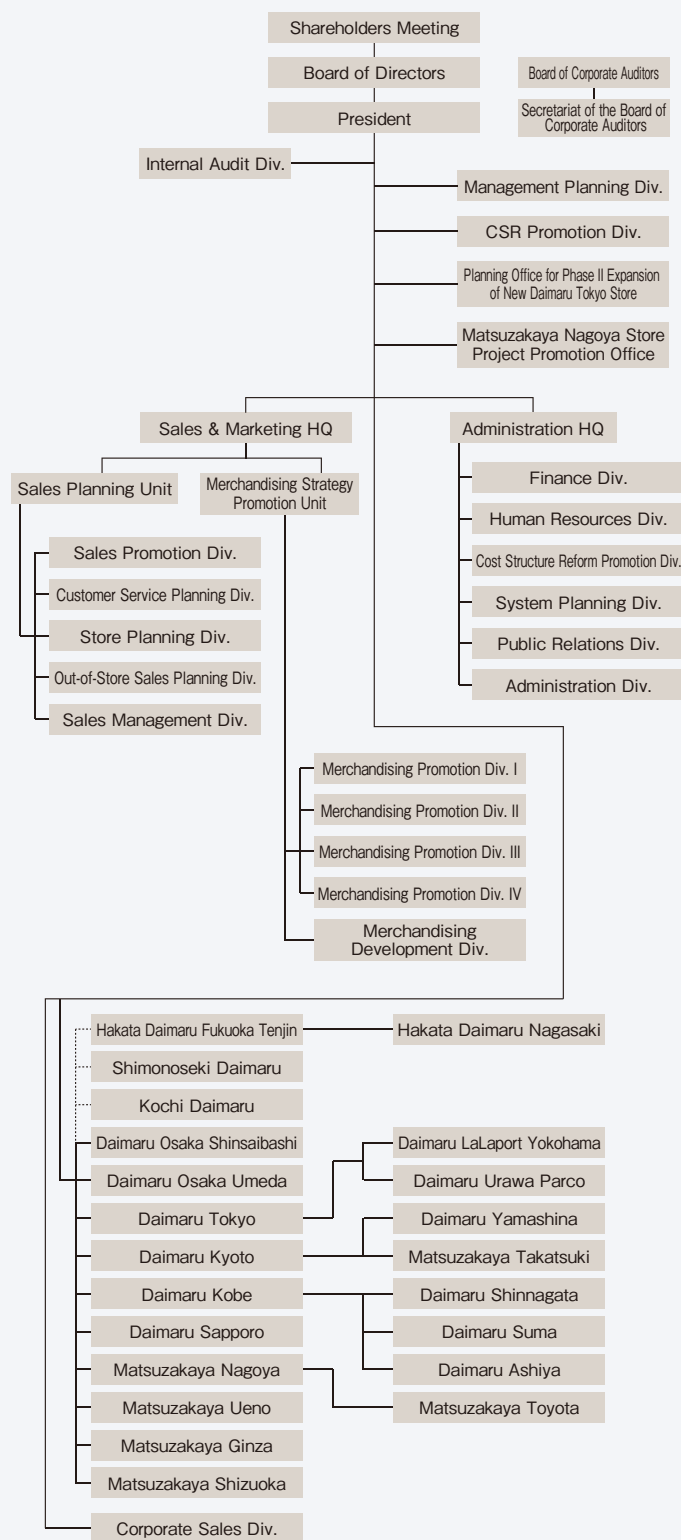 Shareholders Meeting
Board of Directors
Board of Corporate Auditors
President
Secretariat of the Board of
Corporate Auditors
Internal Audit Div.
Management Planning Div.
CSR Promotion Div.
Planning Office for Phase II Expansion
of New Daimaru Tokyo Store
Matsuzakaya Nagoya Store
Project Promotion Office
Sales & Marketing HQ
Administration HQ
Sales Planning Unit
Merchandising Strategy
Promotion Unit
Sales Promotion Div.
Customer Service Planning Div.
Store Planning Div.
Out-of-Store Sales Planning Div.
Sales Management Div.
Finance Div.
Human Resources Div.
Cost Structure Reform Promotion Div.
System Planning Div.
Public Relations Div.
Administration Div.
Merchandising Promotion Div. I
Merchandising Promotion Div. II
Merchandising Promotion Div. III
Merchandising Promotion Div. IV
Merchandising
Development Div.
Hakata Daimaru Fukuoka Tenjin
Hakata Daimaru Nagasaki
Shimonoseki Daimaru
Kochi Daimaru
Daimaru Osaka Shinsaibashi
Daimaru LaLaport Yokohama
Daimaru Osaka Umeda
Daimaru Urawa Parco
Daimaru Tokyo
Daimaru Yamashina
Daimaru Kyoto
Matsuzakaya Takatsuki
Daimaru Kobe
Daimaru Shinnagata
Daimaru Sapporo
Daimaru Suma
Matsuzakaya Nagoya
Daimaru Ashiya
Matsuzakaya Ueno
Matsuzakaya Toyota
Matsuzakaya Ginza
Matsuzakaya Shizuoka
Corporate Sales Div.